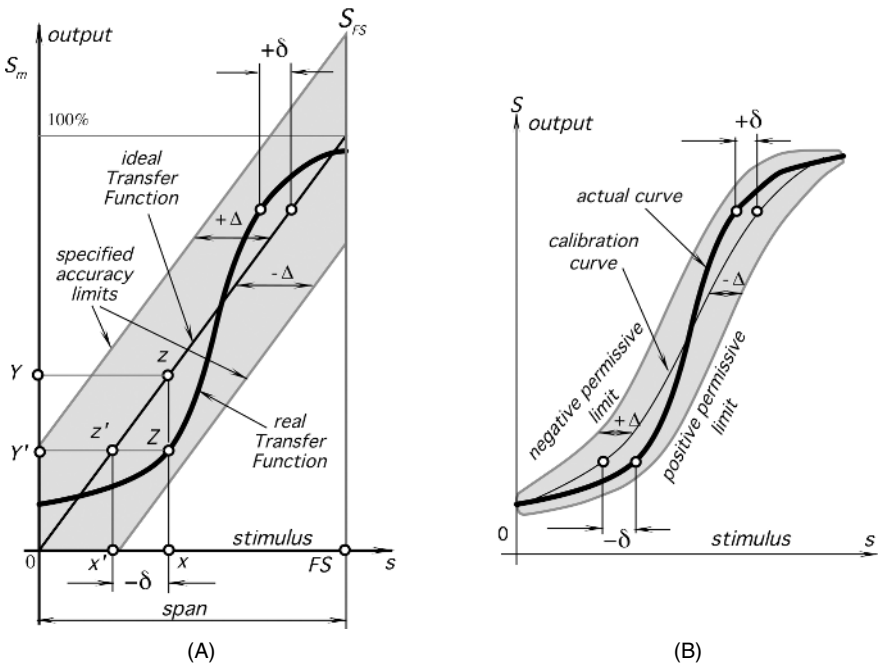 output
S_FS
S_m
+δ
100%
ideal
Transfer
Function
+Δ
specified
accuracy
limits
-Δ
Y
z
z'
Z
Y'
real
Transfer
Function
stimulus
0
x'
x
FS
s
-δ
span
(A)
S
output
+δ
actual curve
calibration
curve
-Δ
negative permissive
limit
+Δ
positive permissive
limit
0
-δ
stimulus
s
(B)